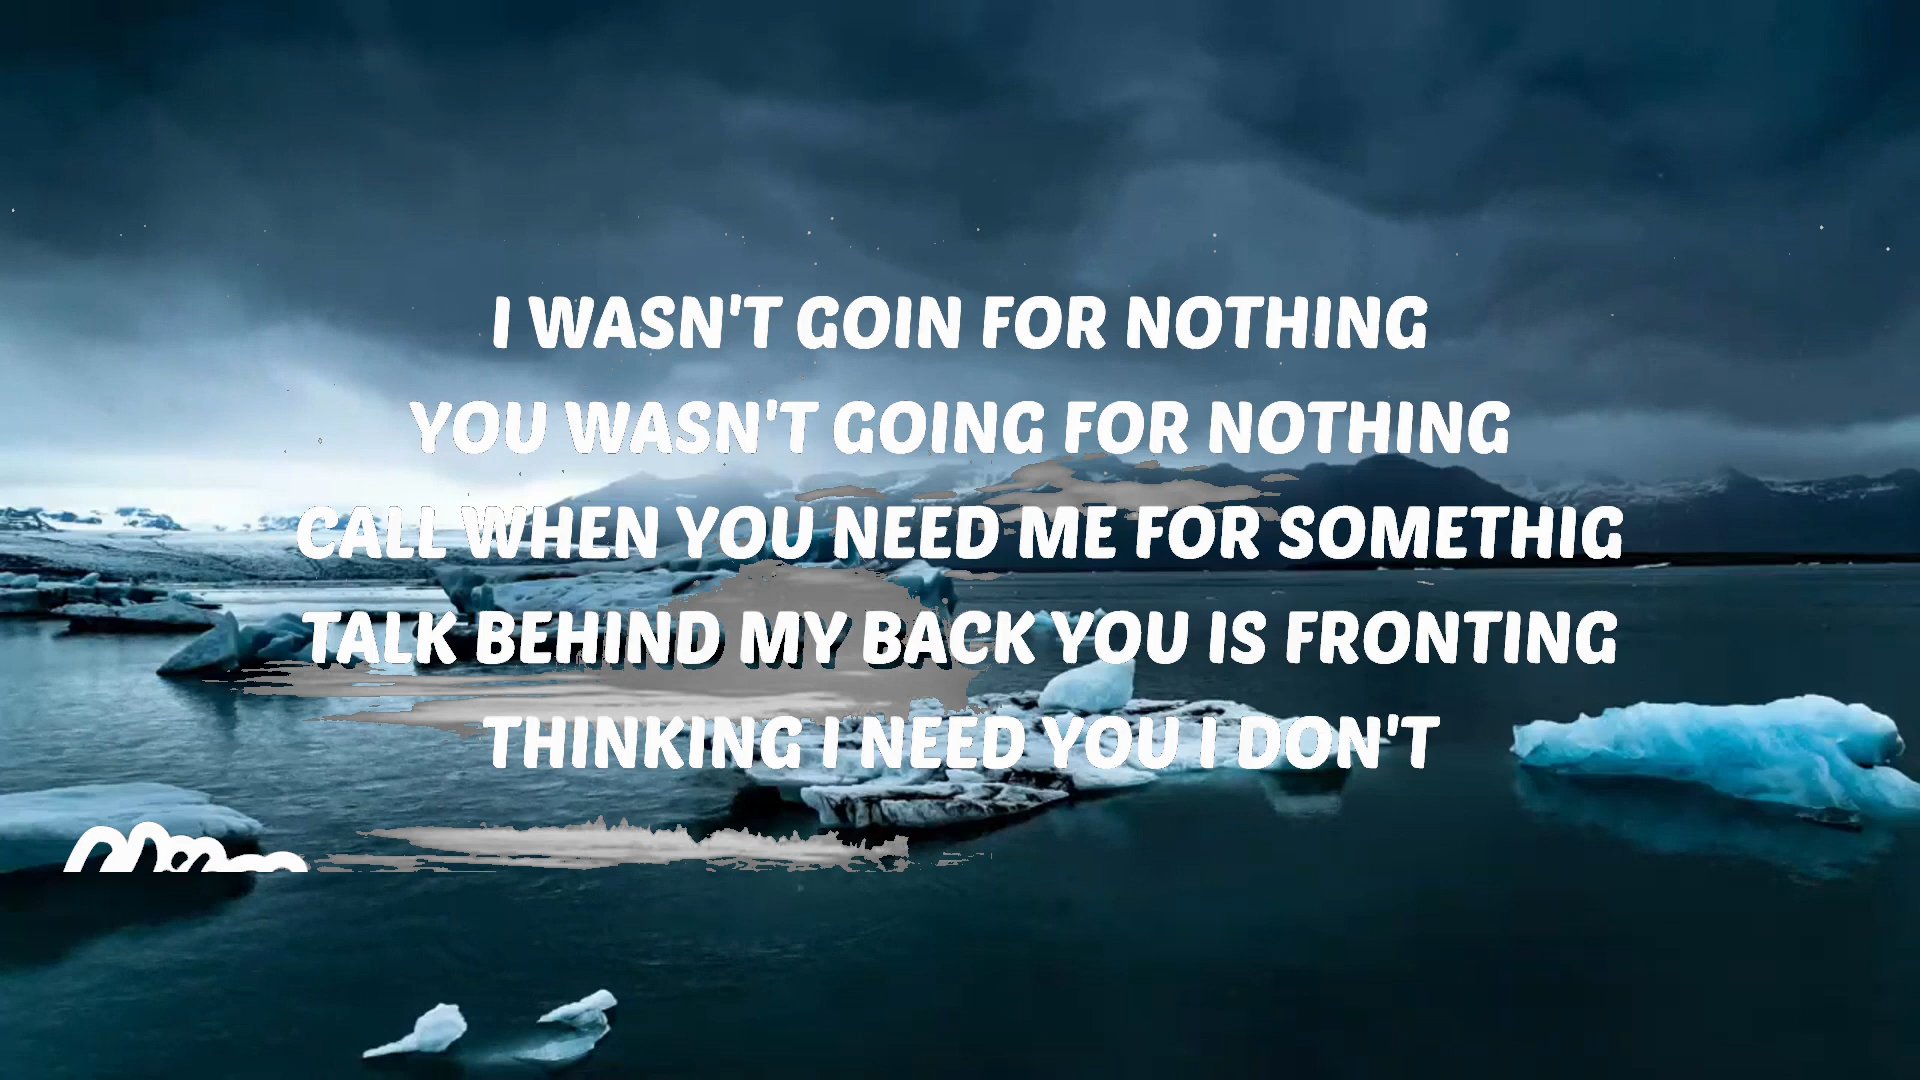 I WASN'T GOIN FOR NOTHING
YOU WASN'T GOING FOR NOTHING
CALL WHEN YOU NEED ME FOR SOMETHIG
TALK BEHIND MY BACK YOU IS FRONTING
THINKING I NEED YOU I DON'T